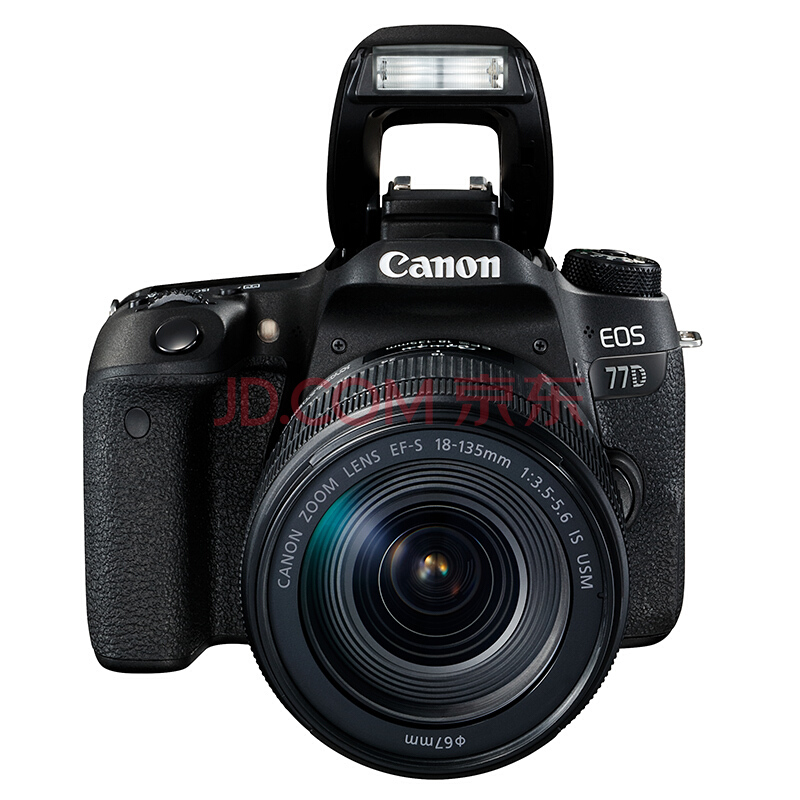 Canon
EOS
77D
JD.COM 京东
CANON ZOOM LENS EF-S 18-135mm 1:3.5-5.6 IS USM
φ67mm